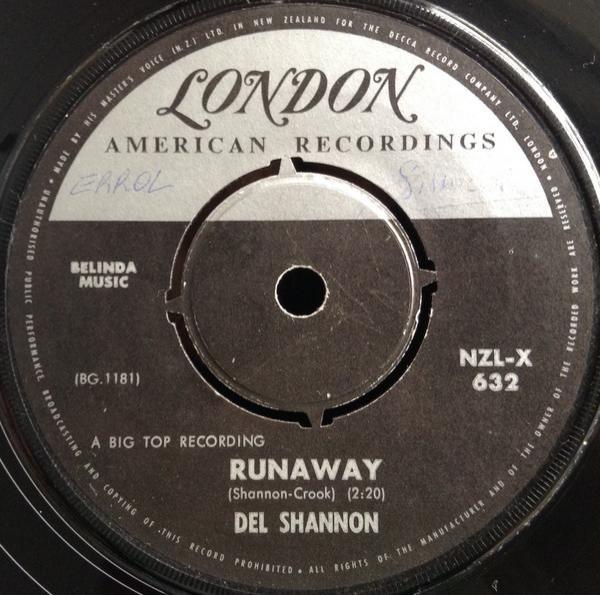 MADE BY HIS MASTER'S VOICE (N.Z.) LTD. IN NEW ZEALAND FOR THE DECCA RECORD COMPANY LTD. LONDON
LONDON
AMERICAN RECORDINGS
ERROL
BELINDA
MUSIC
NZL-X
632
(BG.1181)
A BIG TOP RECORDING
RUNAWAY
(Shannon-Crook) (2:20)
DEL SHANNON
UNAUTHORISED PUBLIC PERFORMANCE, BROADCASTING AND COPYING OF THIS RECORD PROHIBITED • ALL RIGHTS OF THE MANUFACTURER AND OF THE OWNER OF THE RECORDED WORK ARE RESERVED